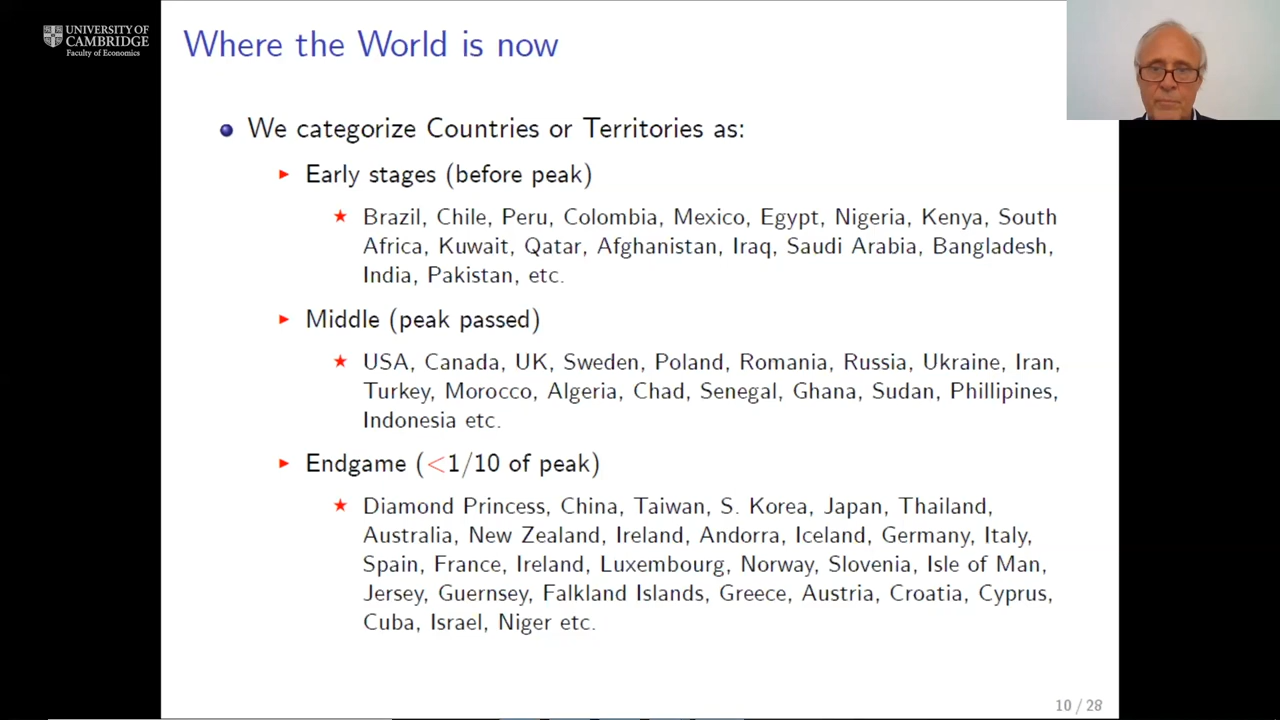 UNIVERSITY OF
CAMBRIDGE
Faculty of Economics
Where the World is now
We categorize Countries or Territories as:
Early stages (before peak)
Brazil, Chile, Peru, Colombia, Mexico, Egypt, Nigeria, Kenya, South
Africa, Kuwait, Qatar, Afghanistan, Iraq, Saudi Arabia, Bangladesh,
India, Pakistan, etc.
Middle (peak passed)
USA, Canada, UK, Sweden, Poland, Romania, Russia, Ukraine, Iran,
Turkey, Morocco, Algeria, Chad, Senegal, Ghana, Sudan, Phillipines,
Indonesia etc.
Endgame (<1/10 of peak)
Diamond Princess, China, Taiwan, S. Korea, Japan, Thailand,
Australia, New Zealand, Ireland, Andorra, Iceland, Germany, Italy,
Spain, France, Ireland, Luxembourg, Norway, Slovenia, Isle of Man,
Jersey, Guernsey, Falkland Islands, Greece, Austria, Croatia, Cyprus,
Cuba, Israel, Niger etc.
10 / 28